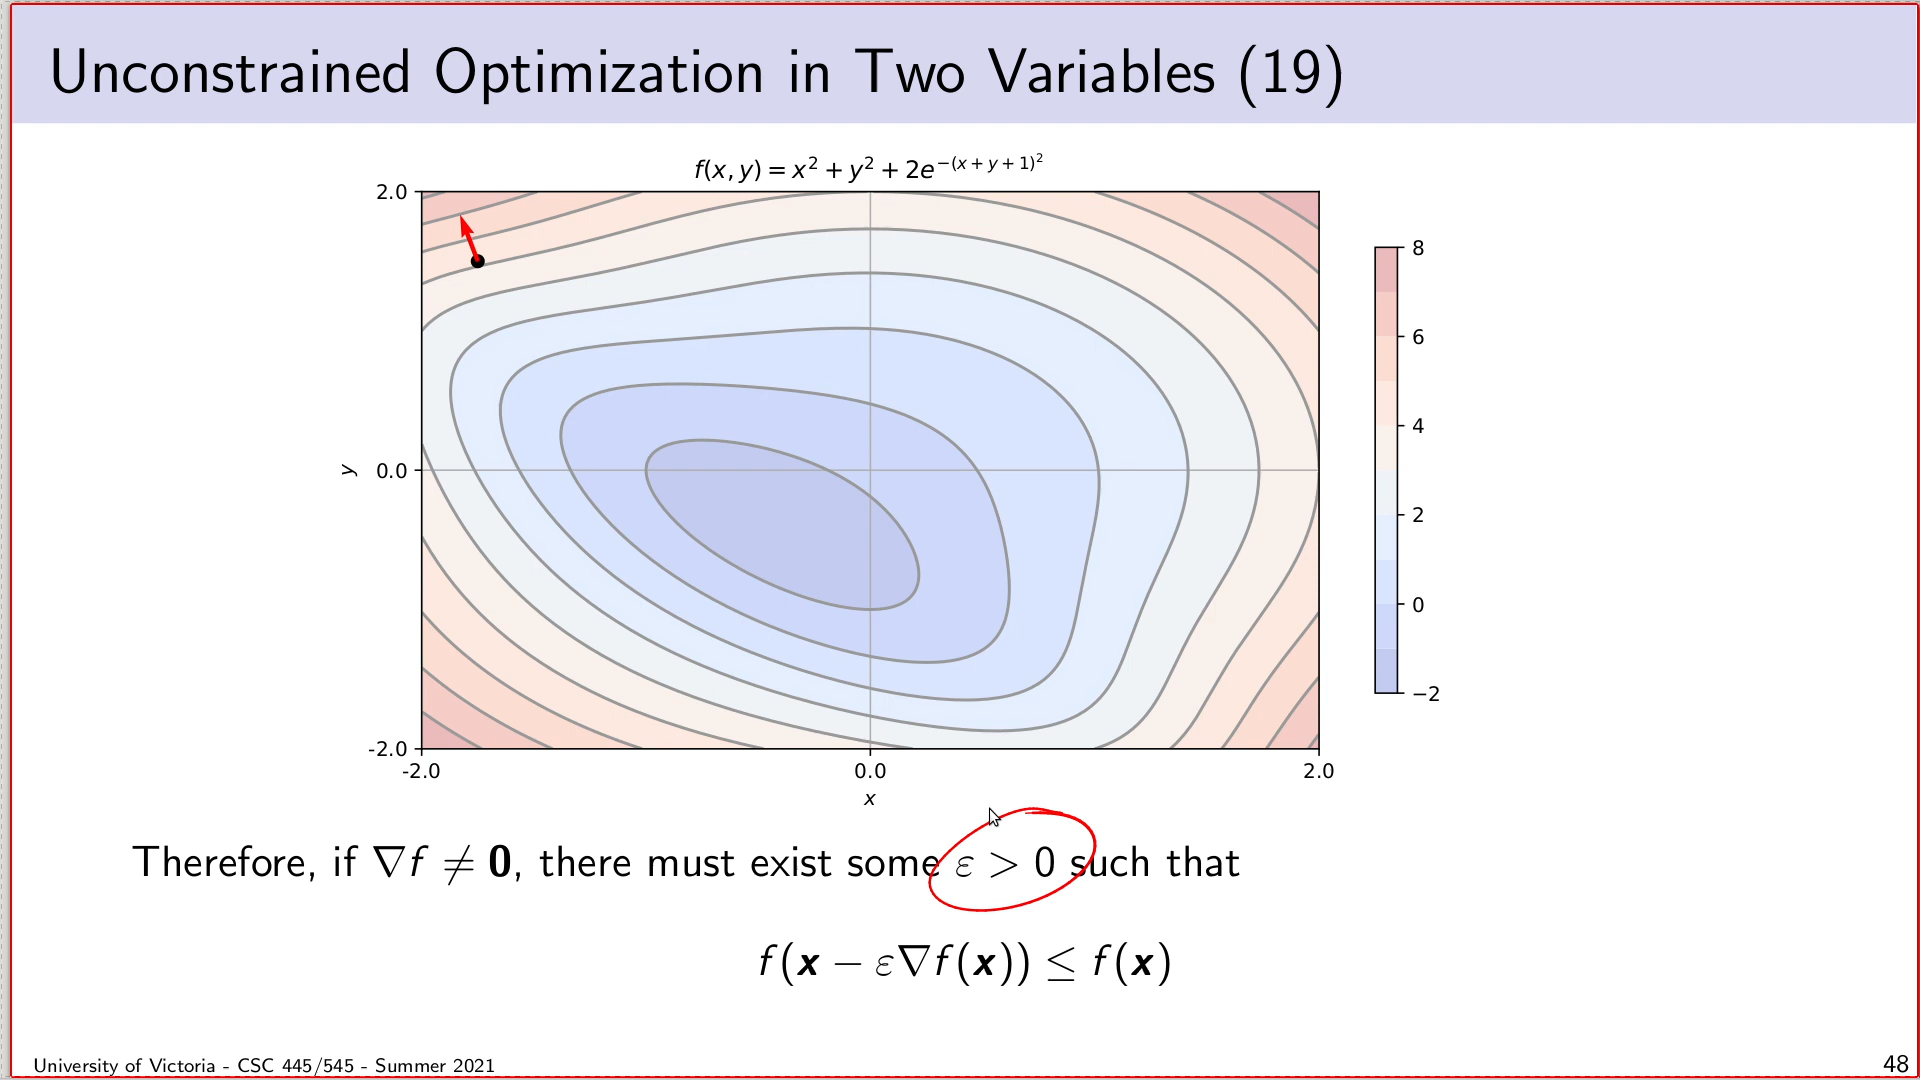 Unconstrained Optimization in Two Variables (19)
f(x, y) = x² + y² + 2e^{−(x+y+1)²}
2.0
0.0
-2.0
y
-2.0 0.0 2.0
x
8
6
4
2
0
−2
Therefore, if ∇f ≠ 0, there must exist some ε > 0 such that
f(x − ε∇f(x)) ≤ f(x)
University of Victoria - CSC 445/545 - Summer 2021
48